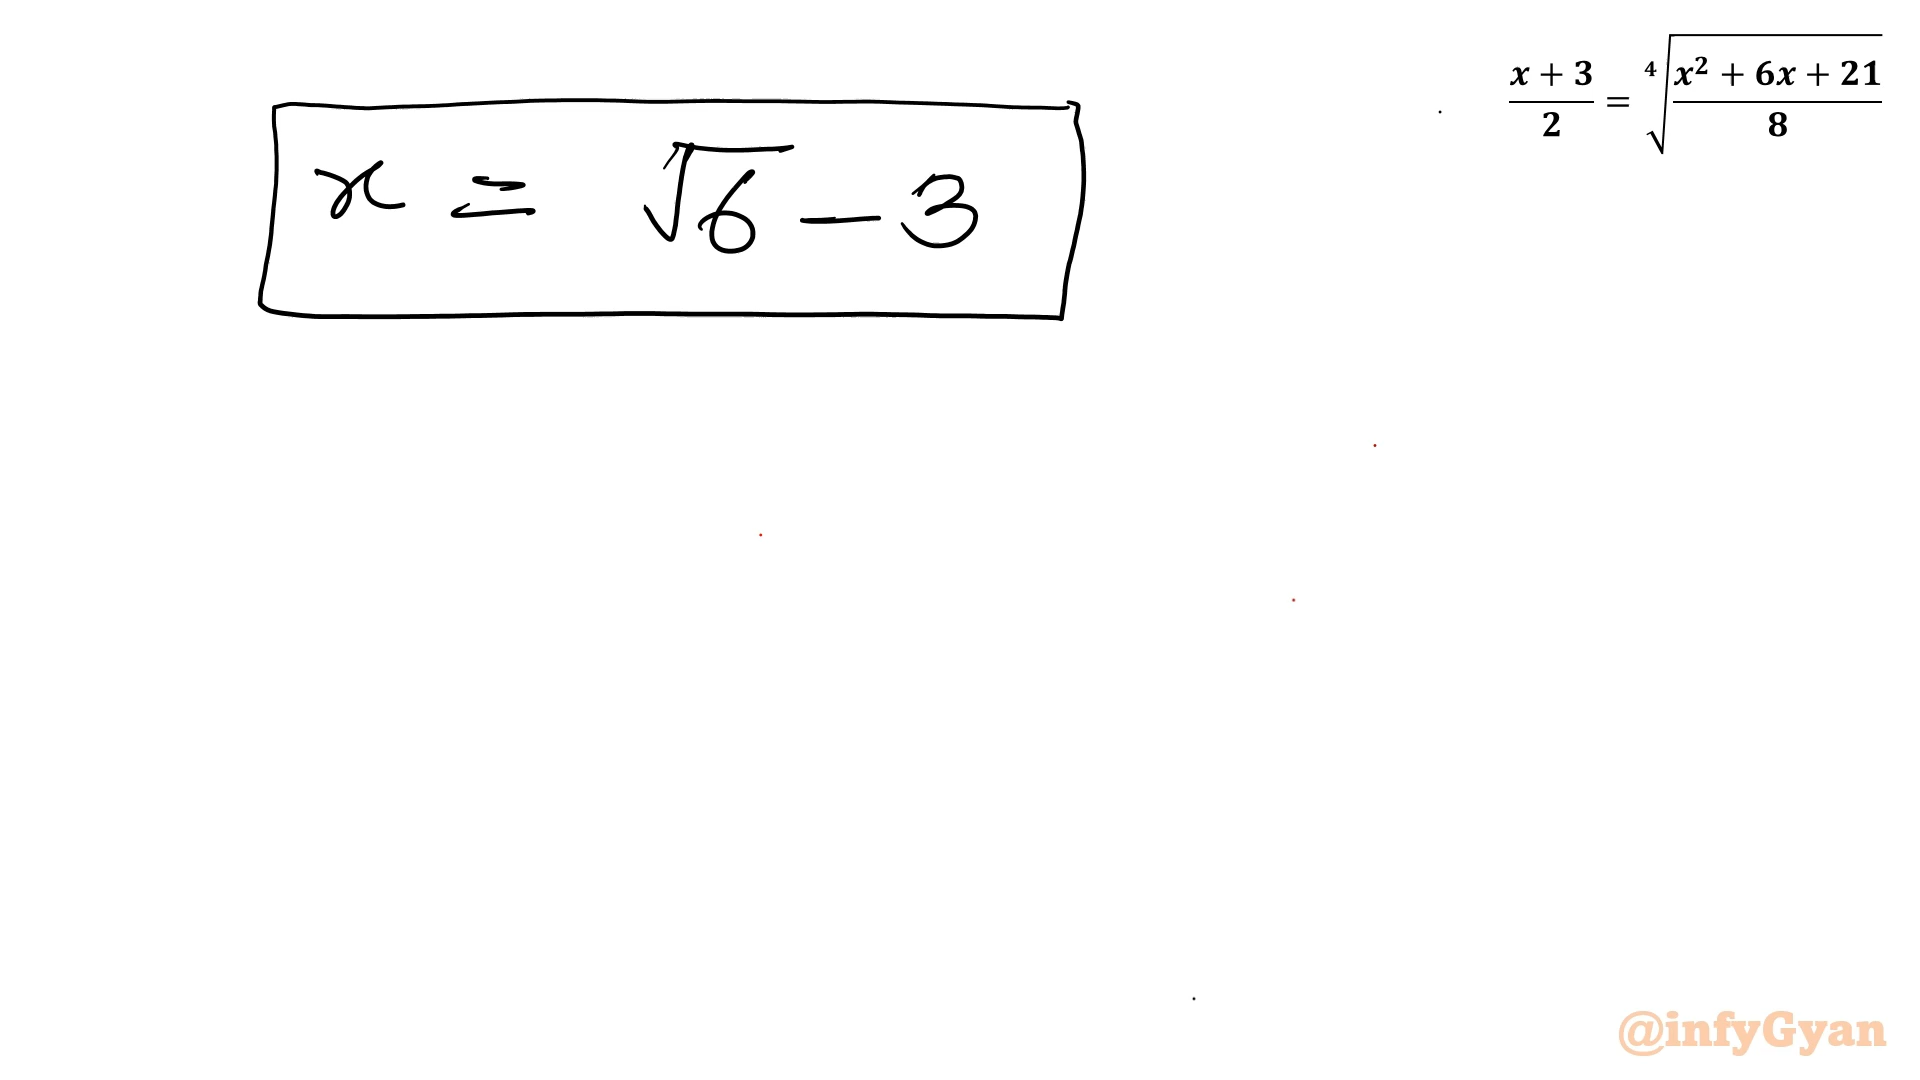 x = √6 − 3
(x + 3)/2 = ⁴√((x² + 6x + 21)/8)
@infyGyan